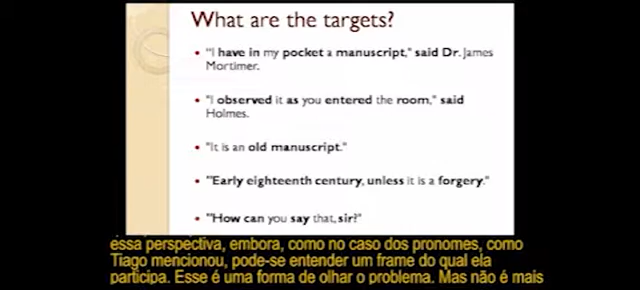 What are the targets?
• "I have in my pocket a manuscript," said Dr. James
Mortimer.
• "I observed it as you entered the room," said
Holmes.
• "It is an old manuscript."
• "Early eighteenth century, unless it is a forgery."
• "How can you say that, sir?"
essa perspectiva, embora, como no caso dos pronomes, como
Tiago mencionou, pode-se entender um frame do qual ela
participa. Esse é uma forma de olhar o problema. Mas não é mais